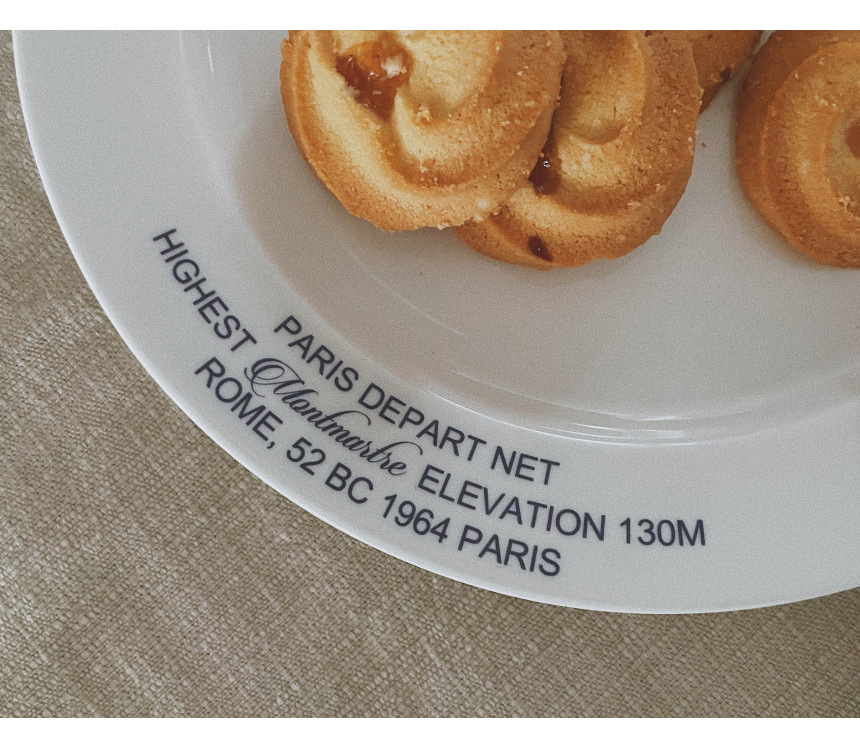 PARIS DEPART NET
HIGHEST Montmartre ELEVATION 130M
ROME, 52 BC 1964 PARIS